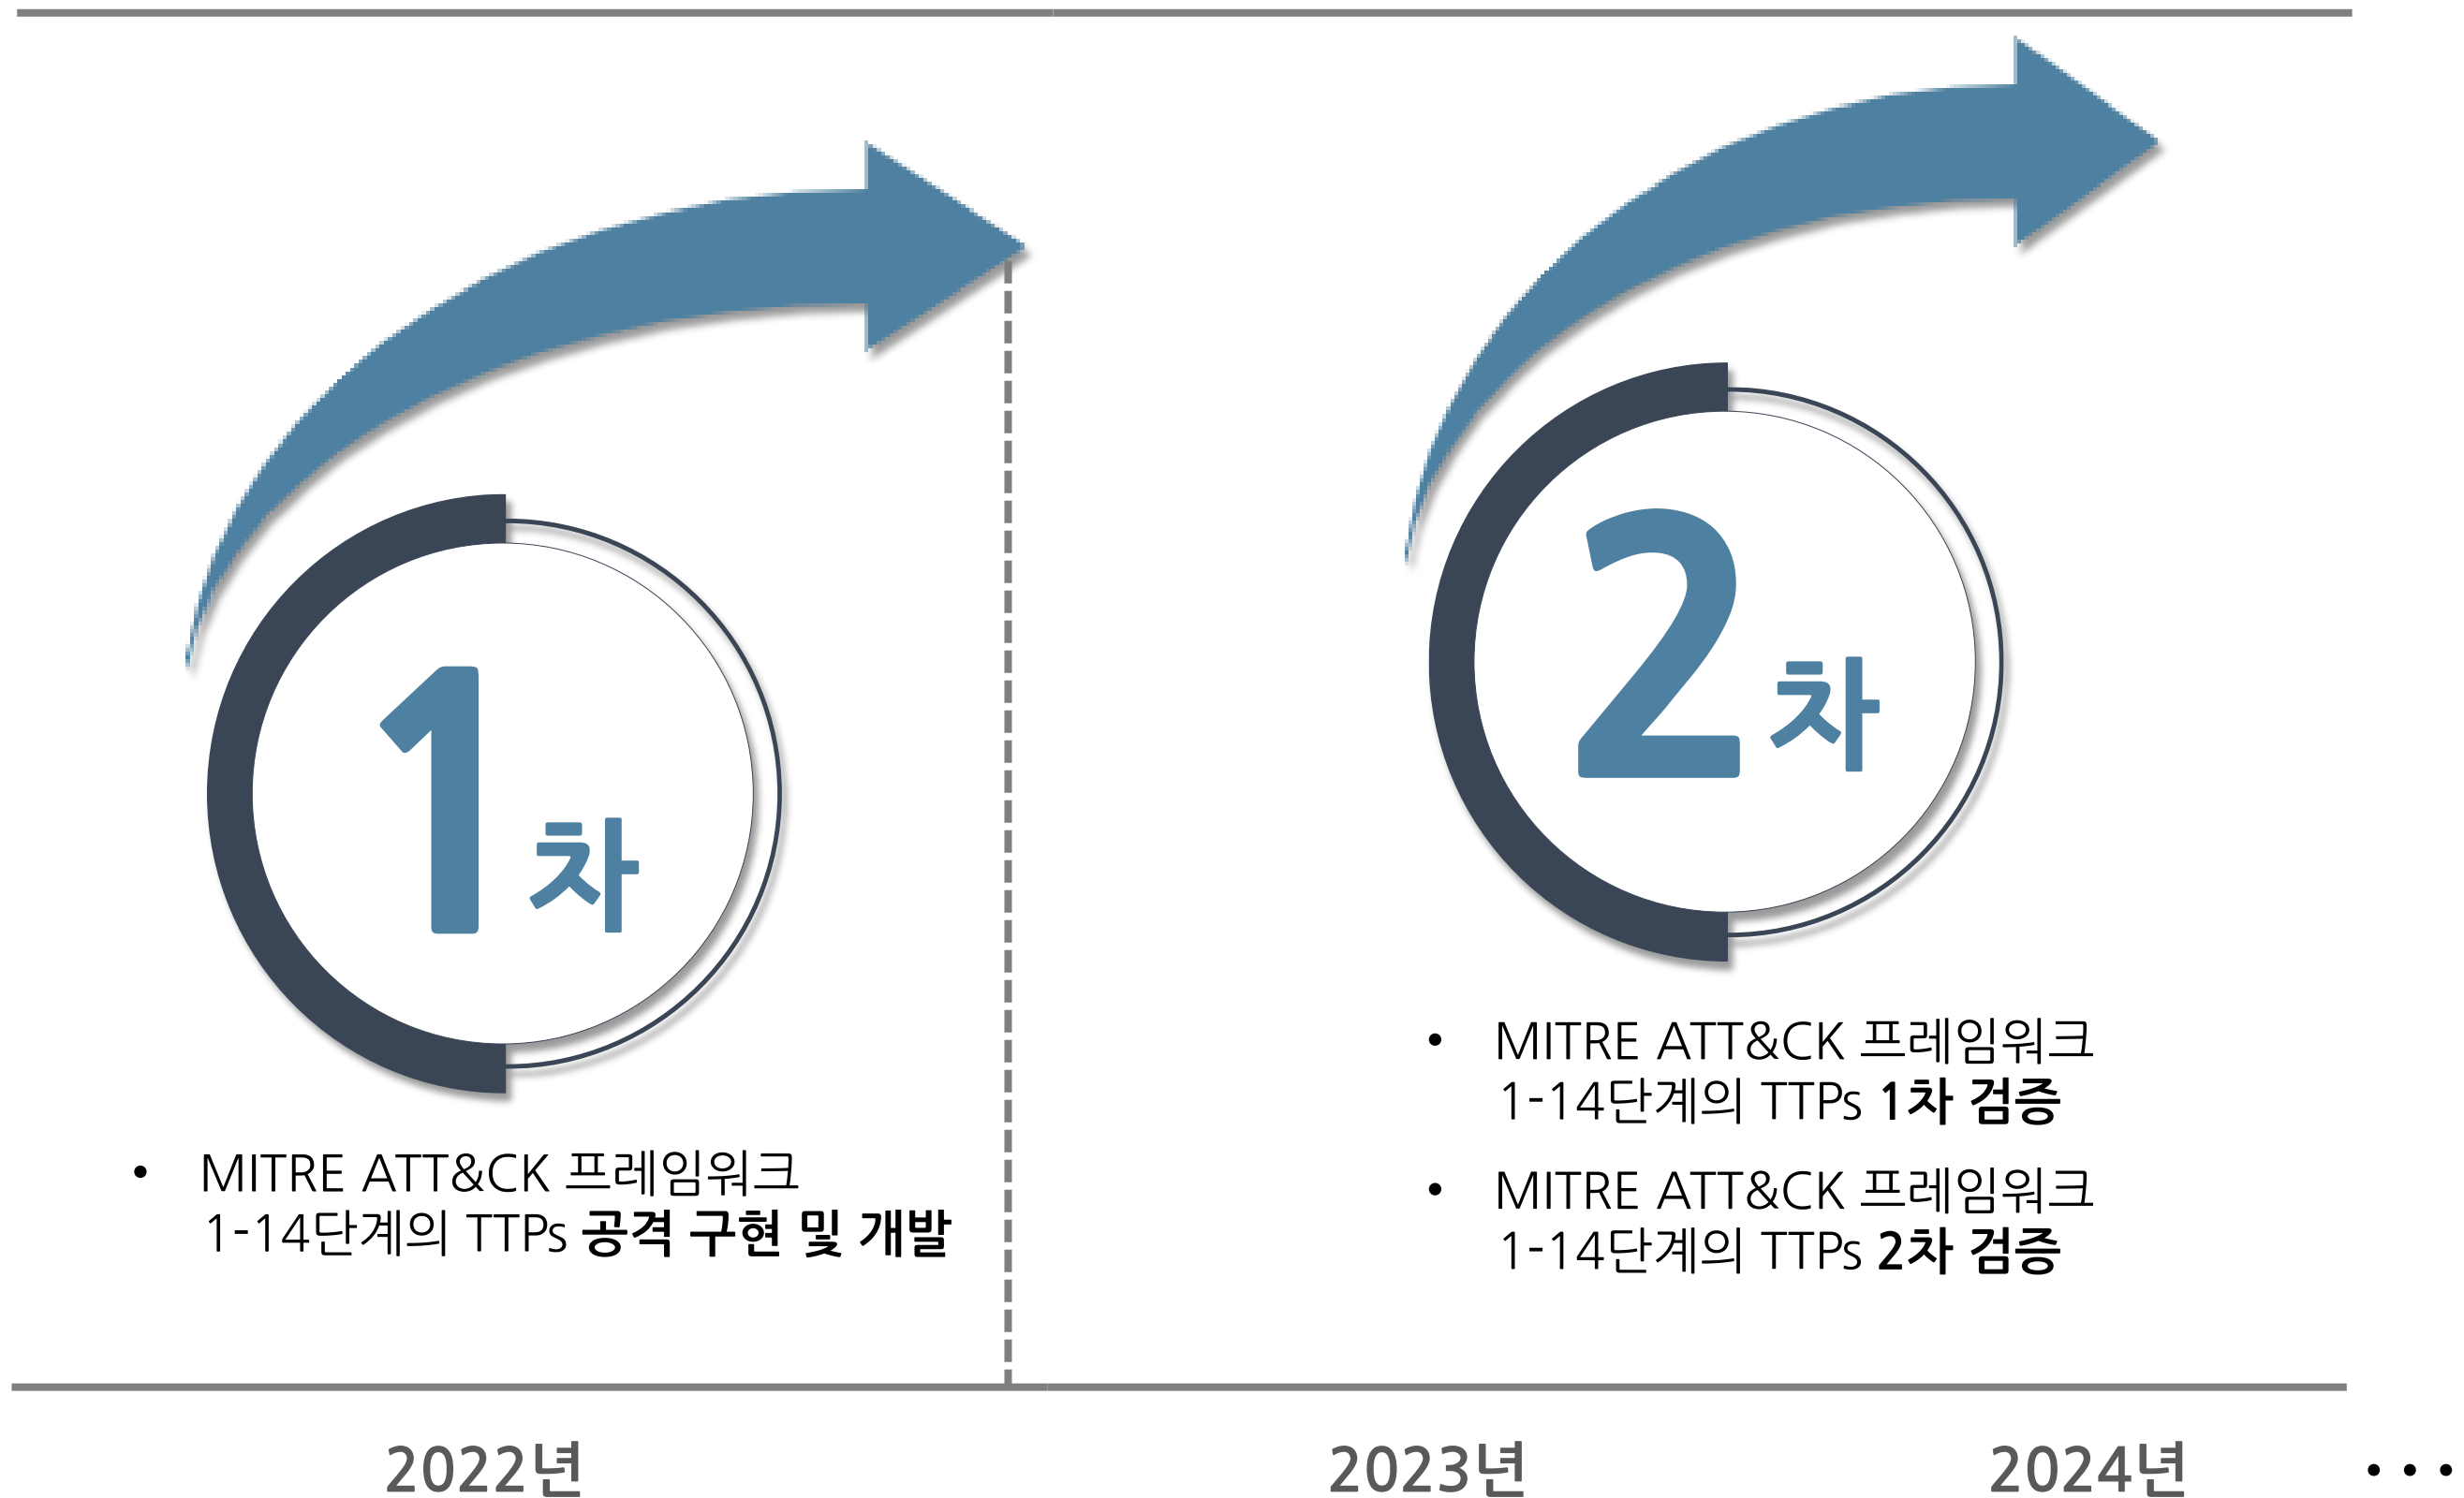 1 차
• MITRE ATT&CK 프레임워크
1-14단계의 TTPs 공격 구현 및 개발
2 차
• MITRE ATT&CK 프레임워크
1-14단계의 TTPs 1차 검증
• MITRE ATT&CK 프레임워크
1-14단계의 TTPs 2차 검증
2022년 2023년 2024년 • • •